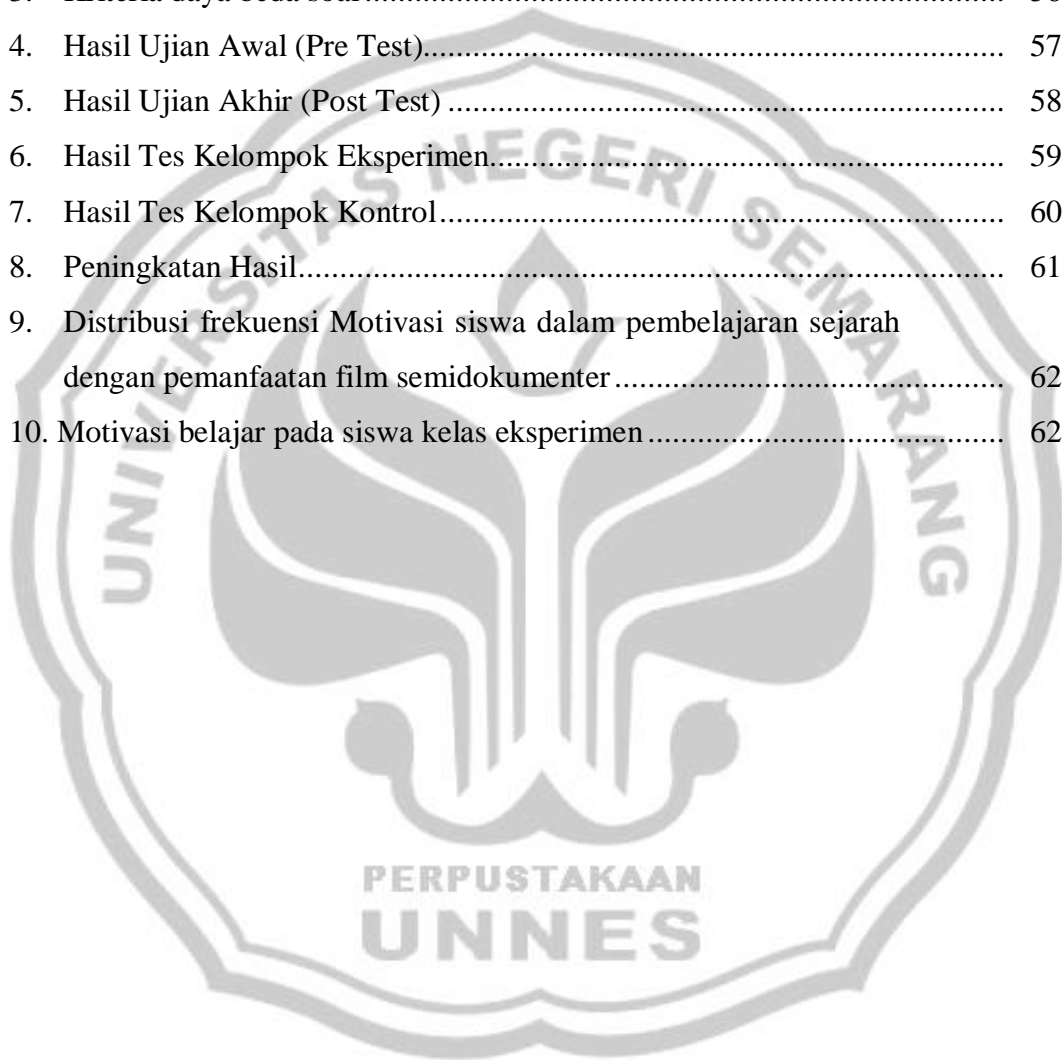 4. Hasil Ujian Awal (Pre Test)........................................................................ 57
5. Hasil Ujian Akhir (Post Test) ..................................................................... 58
6. Hasil Tes Kelompok Eksperimen................................................................ 59
7. Hasil Tes Kelompok Kontrol ...................................................................... 60
8. Peningkatan Hasil........................................................................................ 61
9. Distribusi frekuensi Motivasi siswa dalam pembelajaran sejarah
dengan pemanfaatan film semidokumenter ................................................ 62
10. Motivasi belajar pada siswa kelas eksperimen ............................................ 62
UNIVERSITAS NEGERI SEMARANG
PERPUSTAKAAN
UNNES